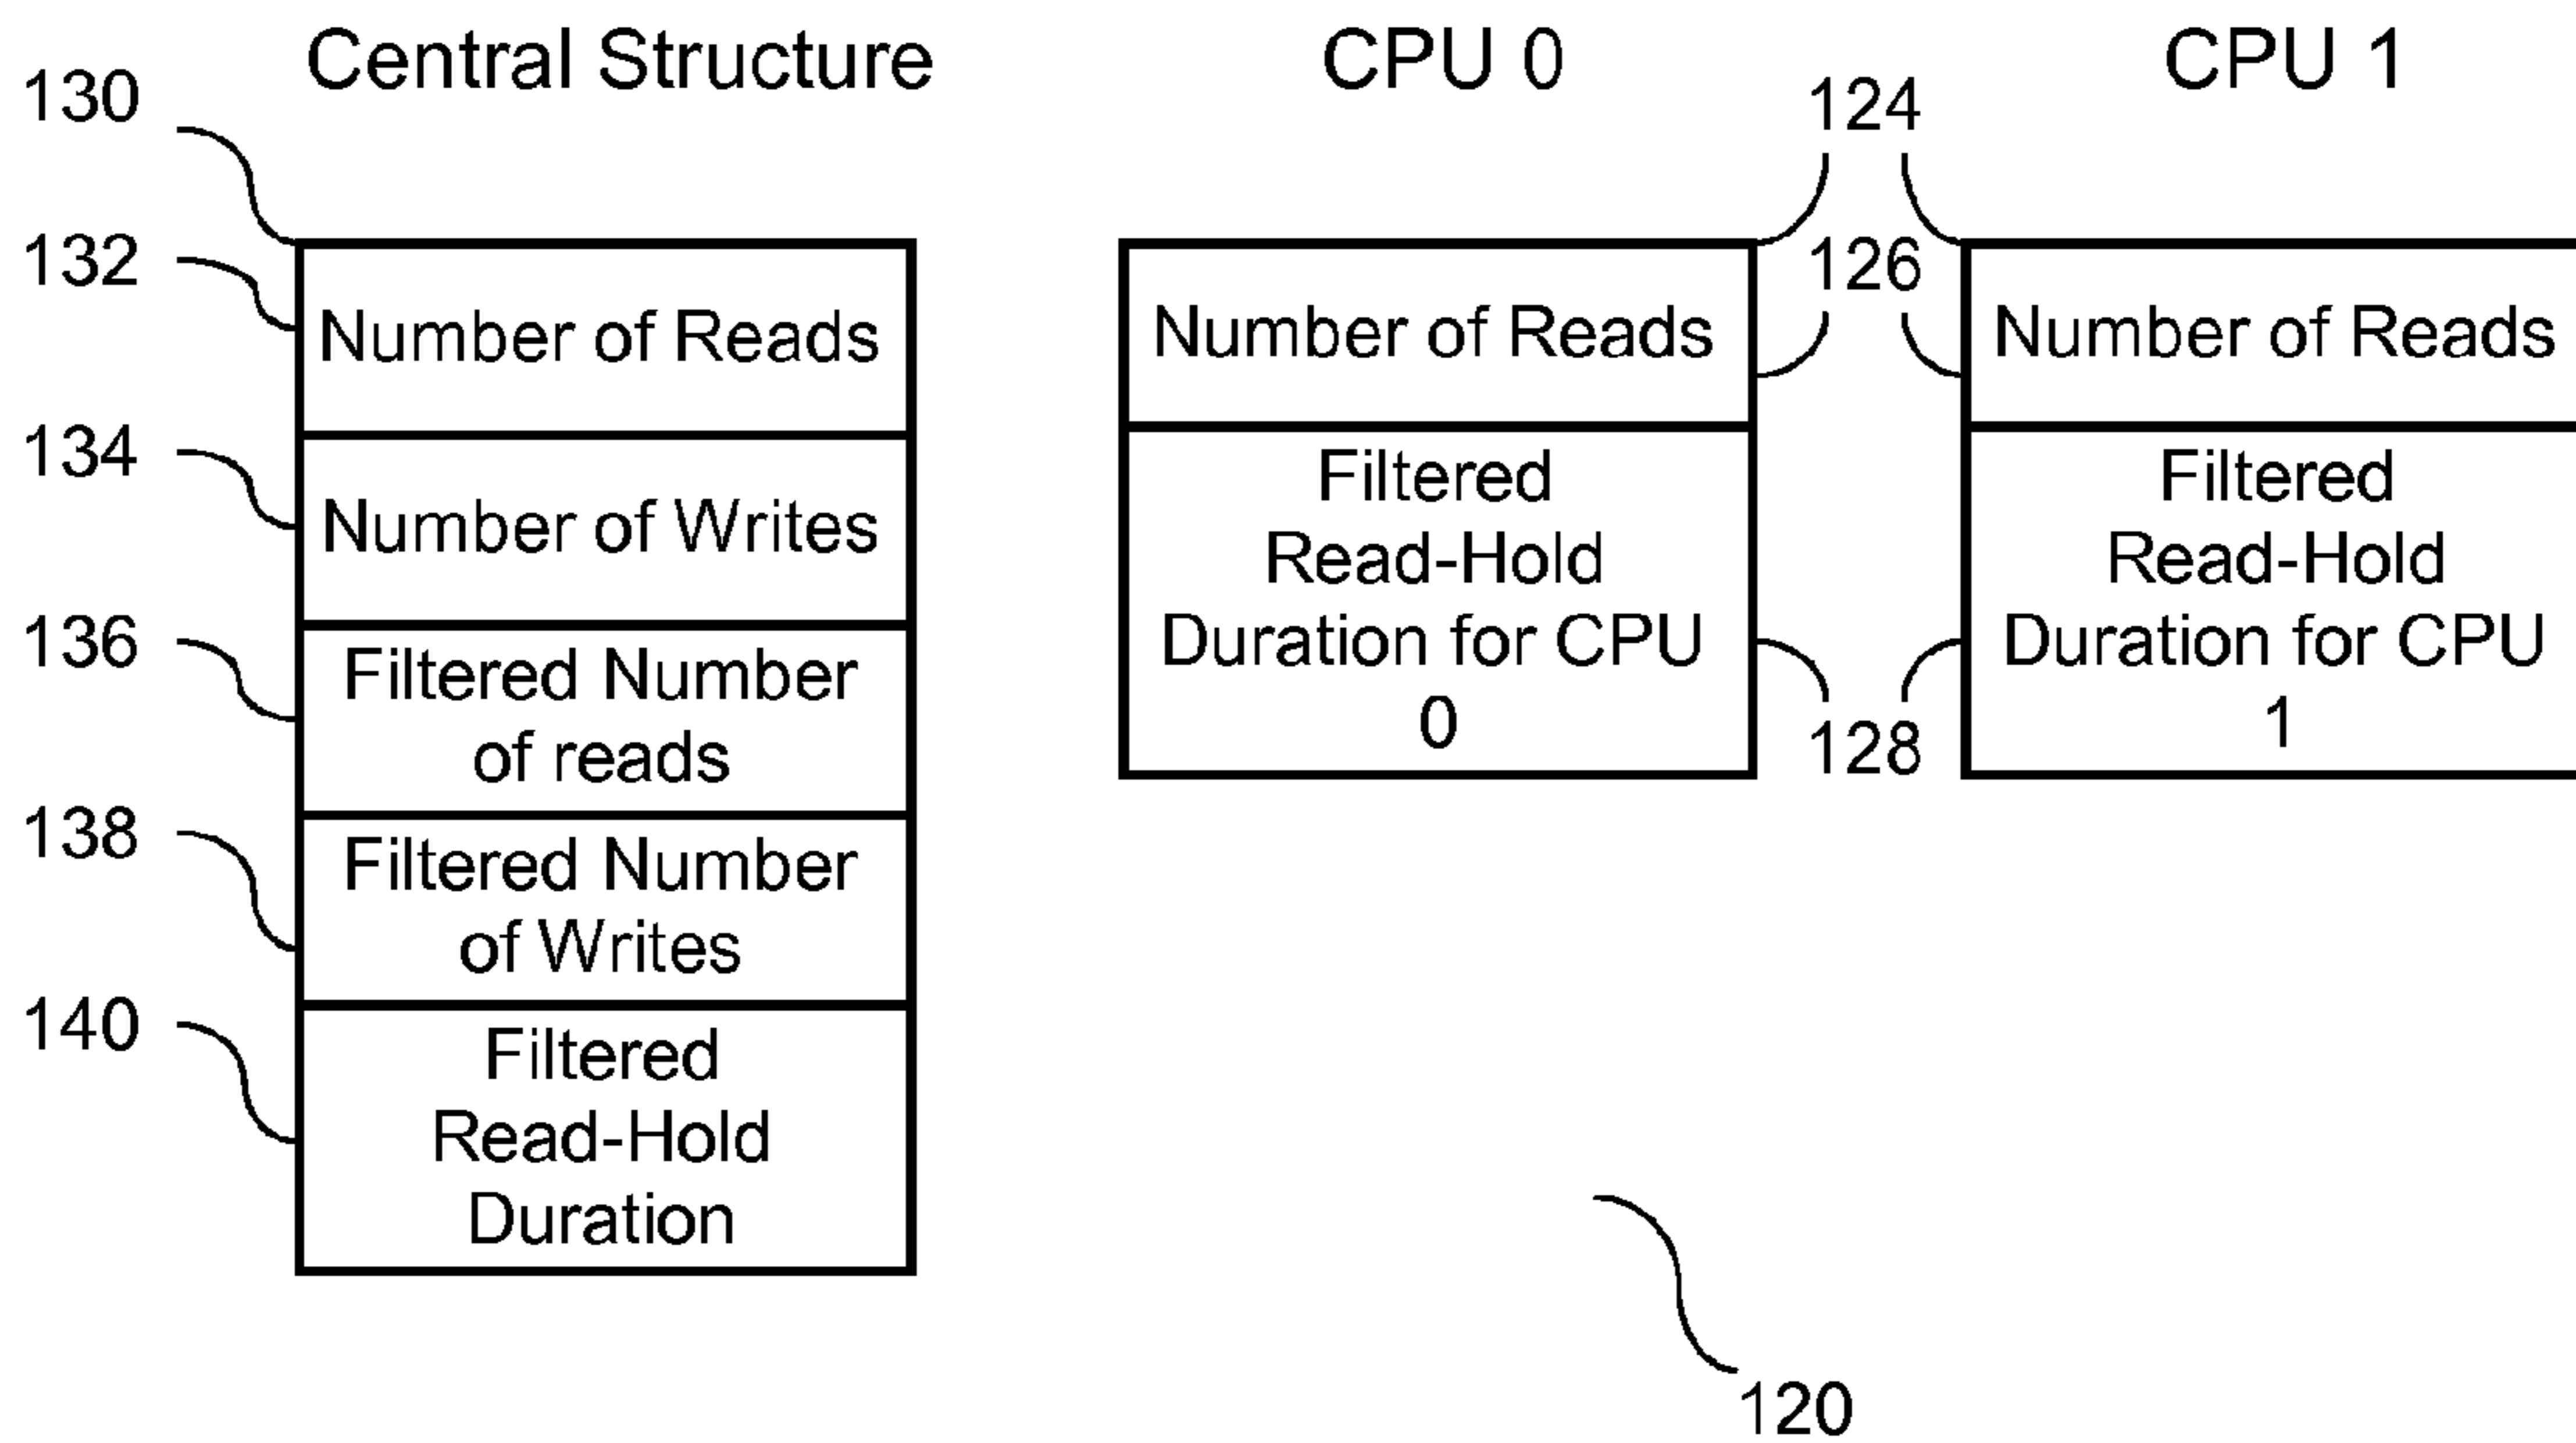 Central Structure
CPU 0
CPU 1
130
124
132
126
Number of Reads
Number of Reads
Number of Reads
134
Number of Writes
Filtered
Read-Hold
Duration for CPU
0
Filtered
Read-Hold
Duration for CPU
1
136
Filtered Number
of reads
128
138
Filtered Number
of Writes
140
Filtered
Read-Hold
Duration
120